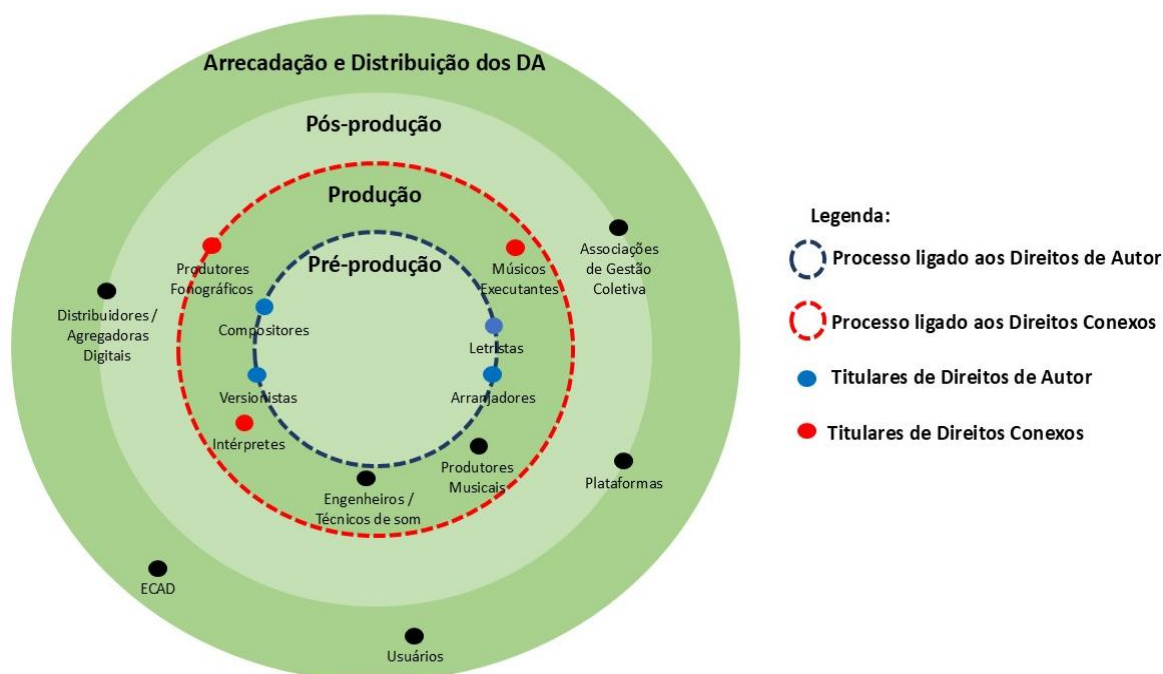 Arrecadação e Distribuição dos DA
Pós-produção
Produção
Pré-produção
Produtores
Fonográficos
Músicos
Executantes
Associações
de Gestão
Coletiva
Distribuidores /
Agregadoras
Digitais
Compositores
Letristas
Versionistas
Arranjadores
Intérpretes
Produtores
Musicais
Engenheiros /
Técnicos de som
Plataformas
ECAD
Usuários
Legenda:
Processo ligado aos Direitos de Autor
Processo ligado aos Direitos Conexos
Titulares de Direitos de Autor
Titulares de Direitos Conexos